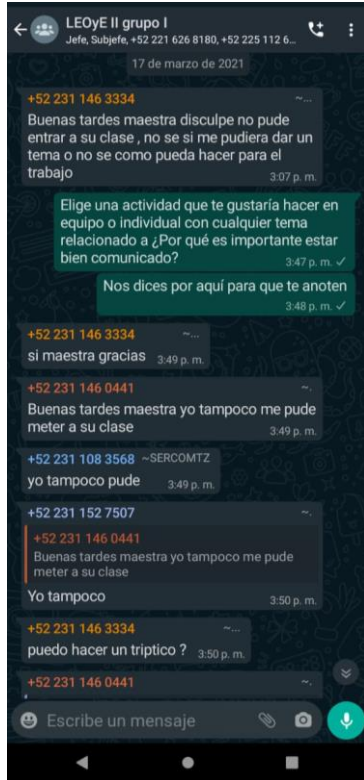 LEOyE II grupo I
Jefe, Subjefe, +52 221 626 8180, +52 225 112 6...
17 de marzo de 2021
+52 231 146 3334 ~...
Buenas tardes maestra disculpe no pude
entrar a su clase , no se si me pudiera dar un
tema o no se como pueda hacer para el
trabajo
3:07 p. m.
Elige una actividad que te gustaría hacer en
equipo o individual con cualquier tema
relacionado a ¿Por qué es importante estar
bien comunicado?
3:47 p. m.
Nos dices por aquí para que te anoten
3:48 p. m.
+52 231 146 3334 ~...
si maestra gracias 3:49 p. m.
+52 231 146 0441 ~.
Buenas tardes maestra yo tampoco me pude
meter a su clase
3:49 p. m.
+52 231 108 3568 ~SERCOMTZ
yo tampoco pude 3:49 p. m.
+52 231 152 7507 ~.
+52 231 146 0441
Buenas tardes maestra yo tampoco me pude
meter a su clase
Yo tampoco 3:50 p. m.
+52 231 146 3334 ~...
puedo hacer un triptico ? 3:50 p. m.
+52 231 146 0441 ~.
Escribe un mensaje